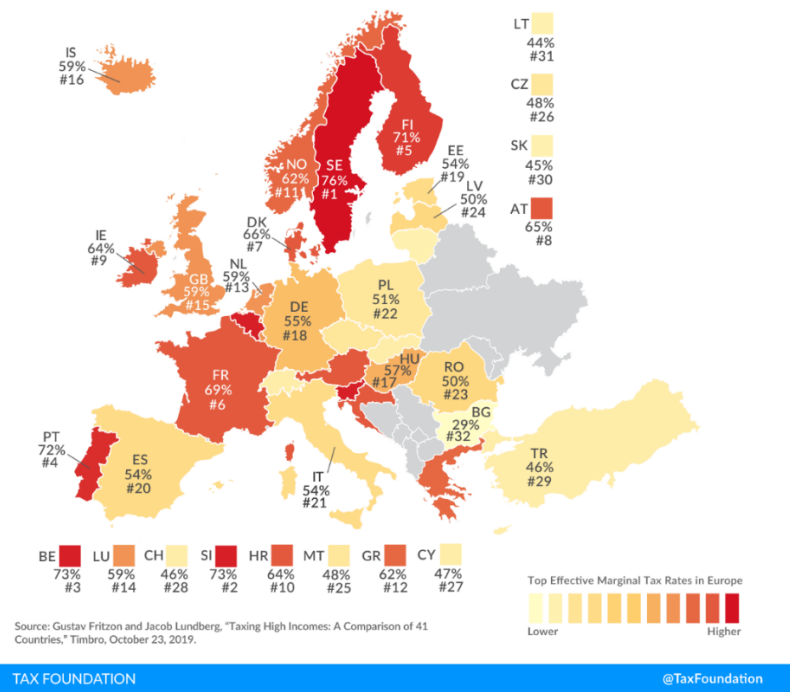 IS
59%
#16
LT
44%
#31
CZ
48%
#26
SK
45%
#30
AT
65%
#8
FI
71%
#5
NO
62%
#11
SE
76%
#1
EE
54%
#19
LV
50%
#24
DK
66%
#7
IE
64%
#9
GB
59%
#15
NL
59%
#13
DE
55%
#18
PL
51%
#22
FR
69%
#6
HU
57%
#17
RO
50%
#23
BG
29%
#32
PT
72%
#4
ES
54%
#20
IT
54%
#21
TR
46%
#29
BE
73%
#3
LU
59%
#14
CH
46%
#28
SI
73%
#2
HR
64%
#10
MT
48%
#25
GR
62%
#12
CY
47%
#27
Top Effective Marginal Tax Rates in Europe
Lower Higher
Source: Gustav Fritzon and Jacob Lundberg, "Taxing High Incomes: A Comparison of 41
Countries," Timbro, October 23, 2019.
TAX FOUNDATION @TaxFoundation